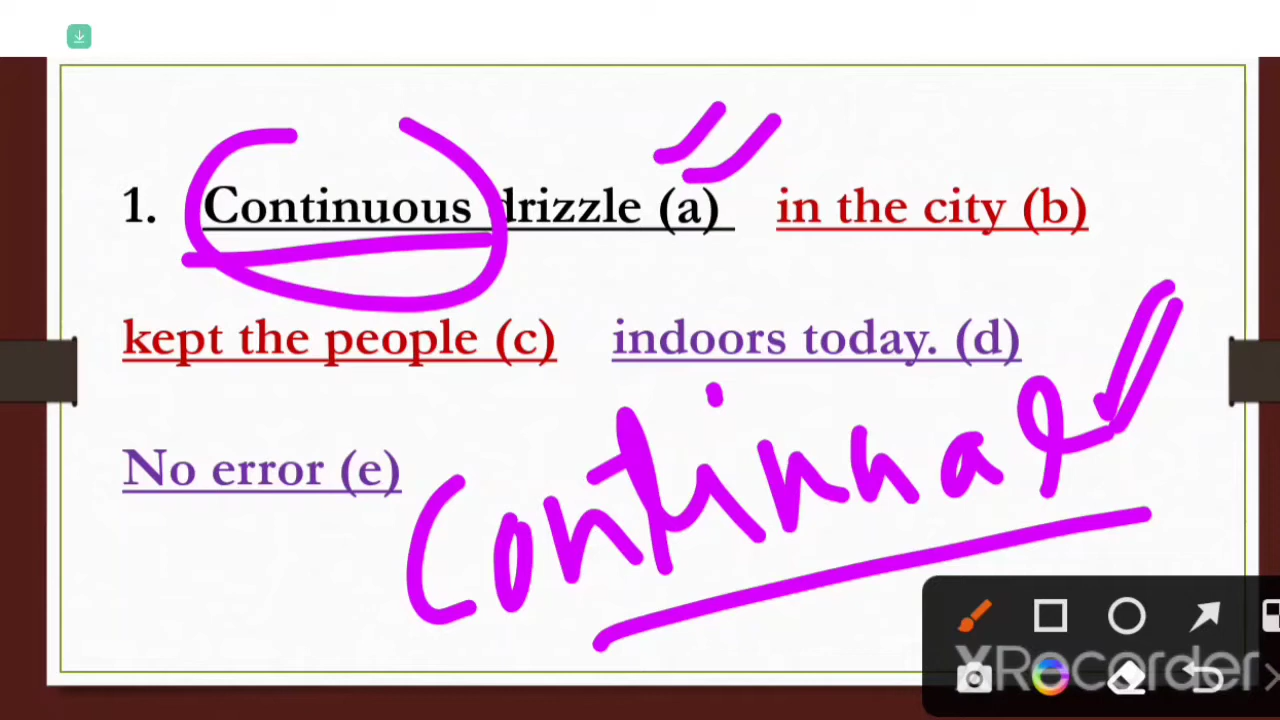 1. Continuous drizzle (a) in the city (b)
kept the people (c) indoors today. (d)
No error (e)
Continual
XRecorder